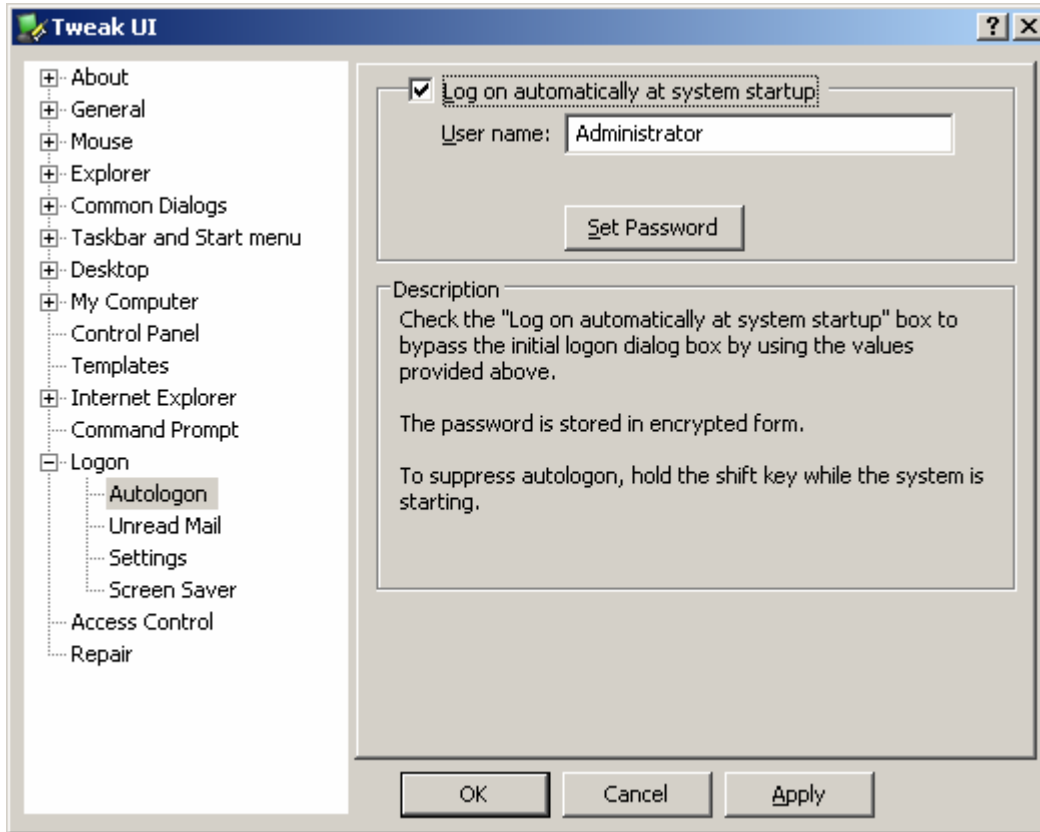 Tweak UI
About
General
Mouse
Explorer
Common Dialogs
Taskbar and Start menu
Desktop
My Computer
Control Panel
Templates
Internet Explorer
Command Prompt
Logon
Autologon
Unread Mail
Settings
Screen Saver
Access Control
Repair
Log on automatically at system startup
User name: Administrator
Set Password
Description
Check the "Log on automatically at system startup" box to
bypass the initial logon dialog box by using the values
provided above.
The password is stored in encrypted form.
To suppress autologon, hold the shift key while the system is
starting.
OK Cancel Apply